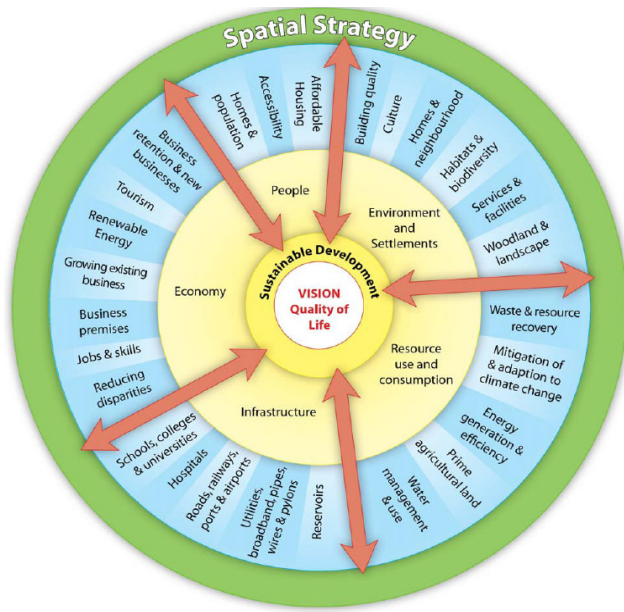 Spatial Strategy
Homes &
population
Accessibility
Affordable
Housing
Building quality
Culture
Homes &
neighbourhood
Habitats &
biodiversity
Services &
facilities
Woodland &
landscape
Waste & resource
recovery
Mitigation of
& adaption to
climate change
Energy
generation &
efficiency
Prime
agricultural land
Water
management
& use
Reservoirs
Utilities,
broadband, pipes,
wires & pylons
Roads, railways,
ports & airports
Hospitals
Schools, colleges
& universities
Reducing
disparities
Jobs & skills
Business
premises
Growing existing
business
Renewable
Energy
Tourism
Business
retention & new
businesses
People
Environment
and
Settlements
Resource
use and
consumption
Infrastructure
Economy
Sustainable Development
VISION
Quality of
Life